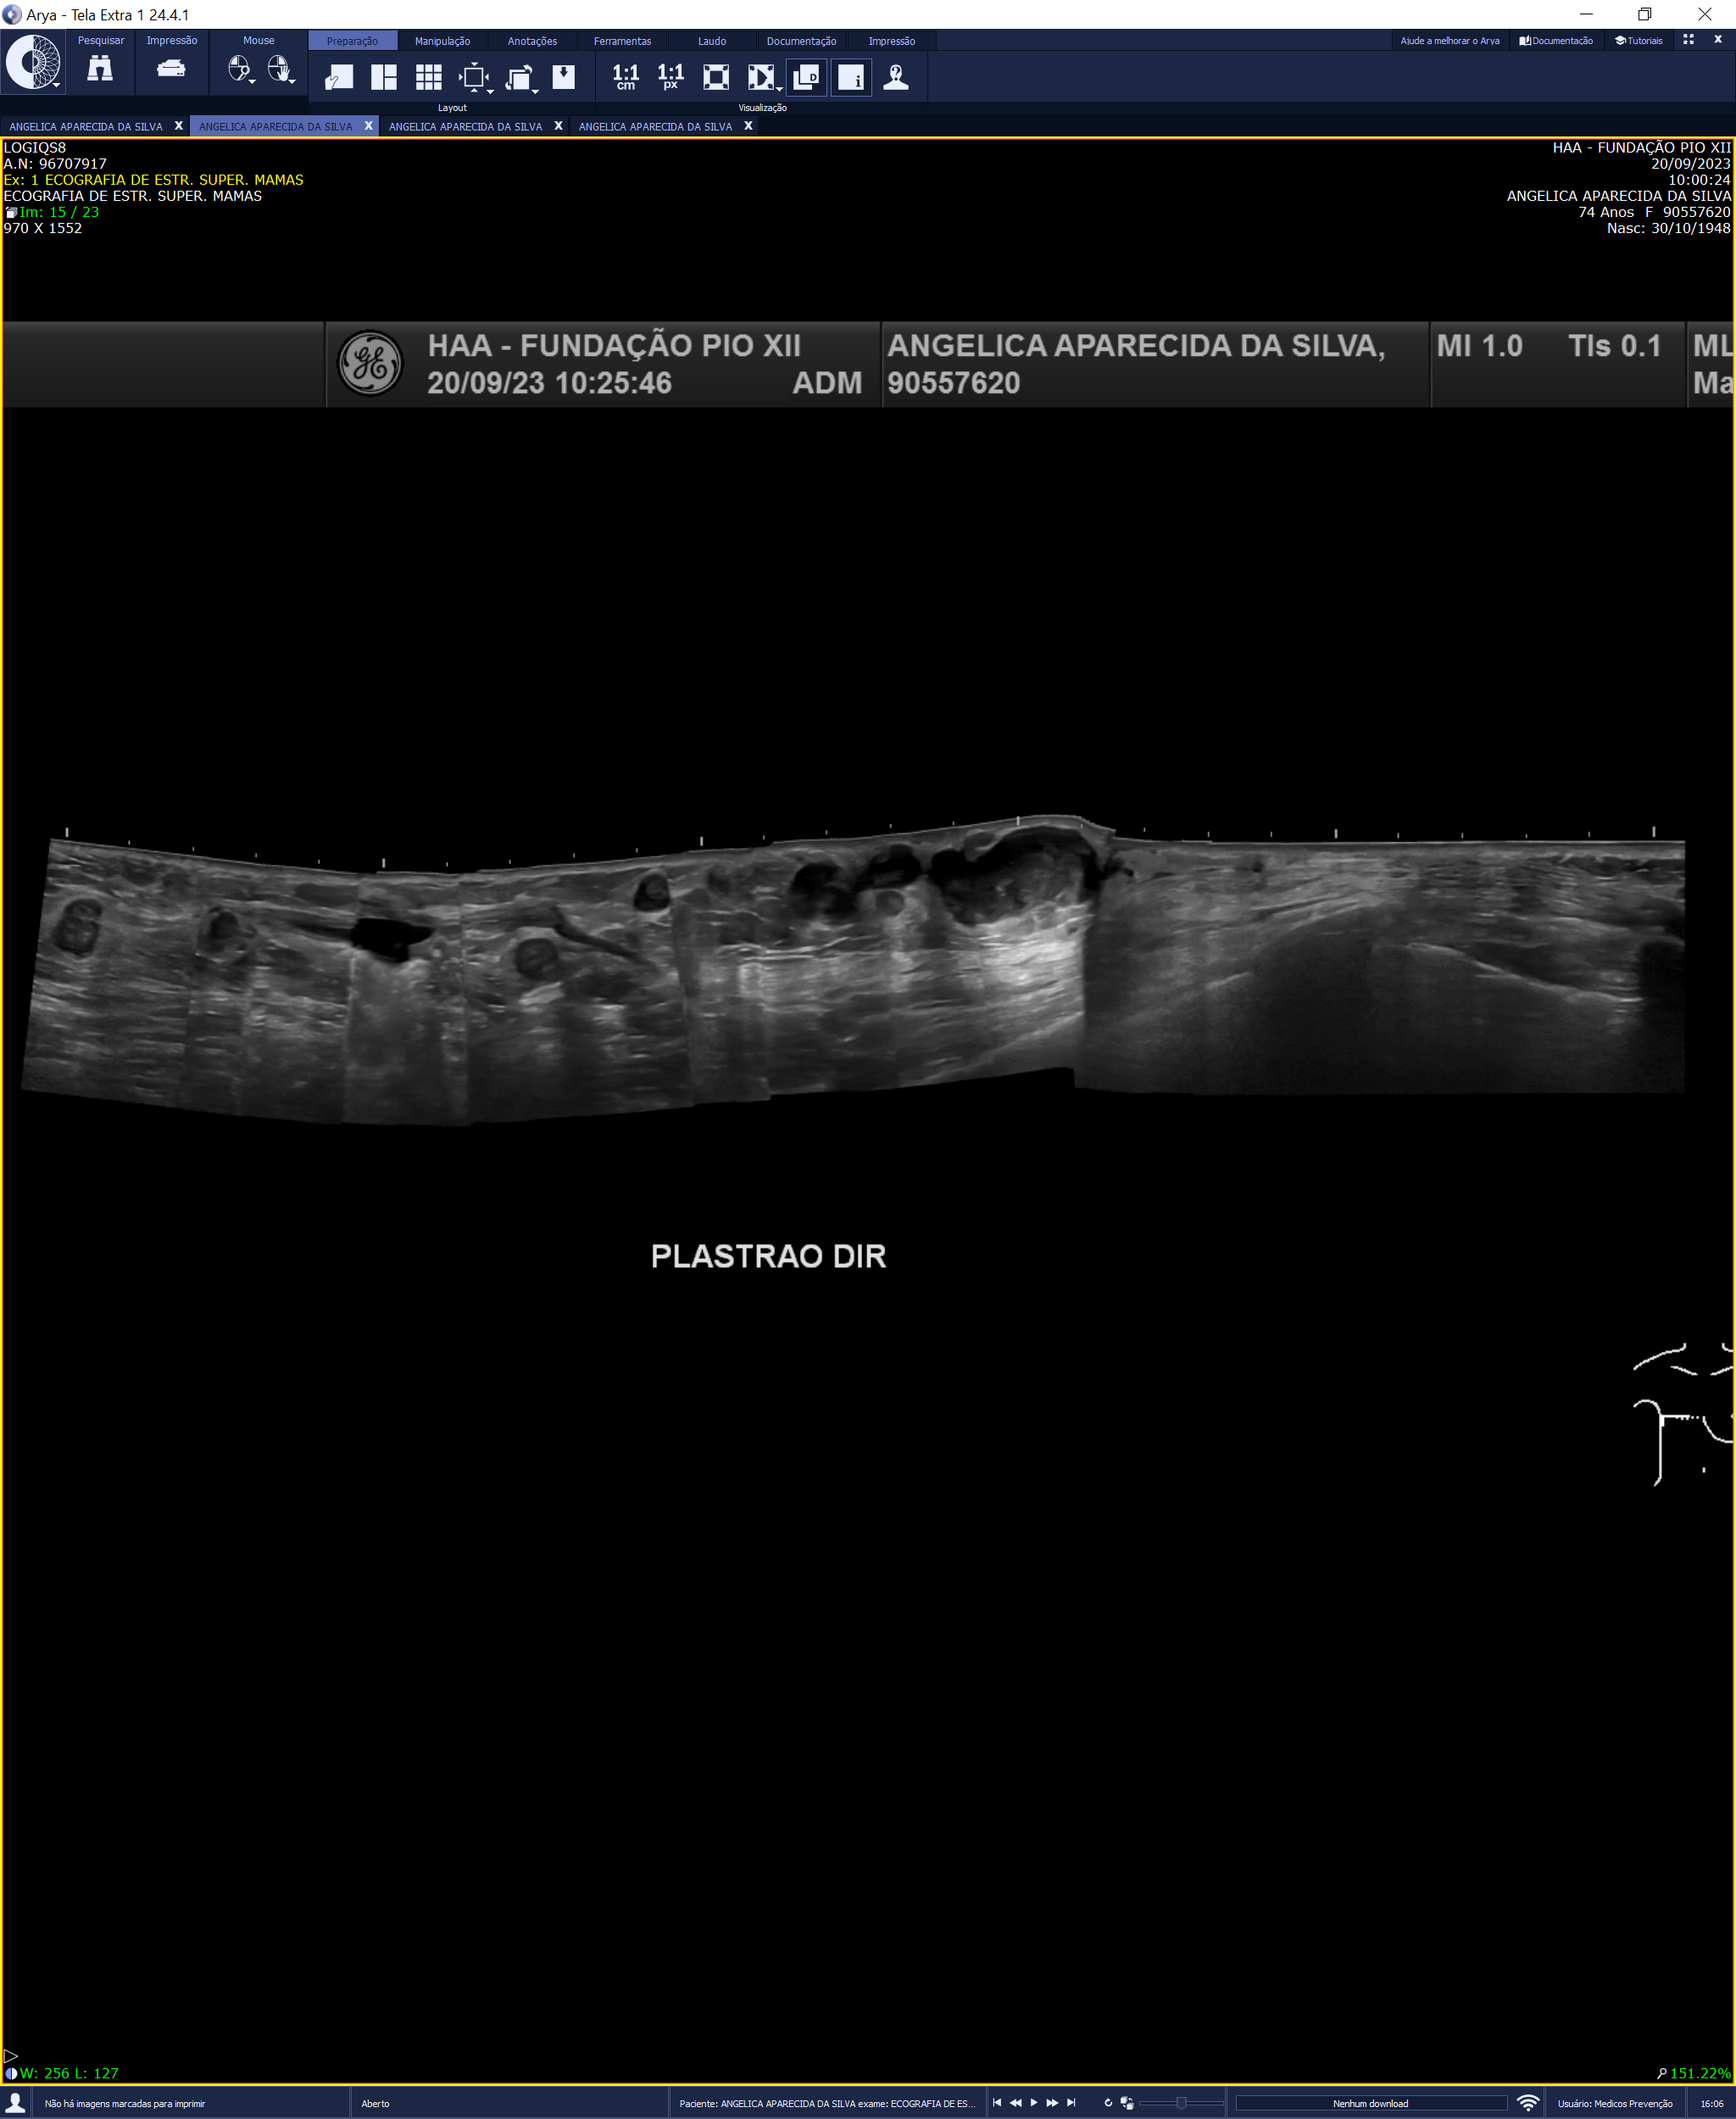 Arya - Tela Extra 1 24.4.1
Pesquisar
Impressão
Mouse
Preparação
Manipulação
Anotações
Ferramentas
Laudo
Documentação
Impressão
Ajude a melhorar o Arya
Documentação
Tutoriais
x
1:1 cm
1:1 px
D
i
Layout
Visualização
ANGELICA APARECIDA DA SILVA X
ANGELICA APARECIDA DA SILVA X
ANGELICA APARECIDA DA SILVA X
ANGELICA APARECIDA DA SILVA X
LOGIQS8
A.N: 96707917
Ex: 1 ECOGRAFIA DE ESTR. SUPER. MAMAS
ECOGRAFIA DE ESTR. SUPER. MAMAS
Im: 15 / 23
970 X 1552
HAA - FUNDAÇÃO PIO XII
20/09/2023
10:00:24
ANGELICA APARECIDA DA SILVA
74 Anos F 90557620
Nasc: 30/10/1948
GE
HAA - FUNDAÇÃO PIO XII
20/09/23 10:25:46 ADM
ANGELICA APARECIDA DA SILVA,
90557620
MI 1.0 TIs 0.1
ML
Ma
PLASTRAO DIR
W: 256 L: 127
151.22%
Não há imagens marcadas para imprimir
Aberto
Paciente: ANGELICA APARECIDA DA SILVA exame: ECOGRAFIA DE ES...
Nenhum download
Usuário: Medicos Prevenção
16:06